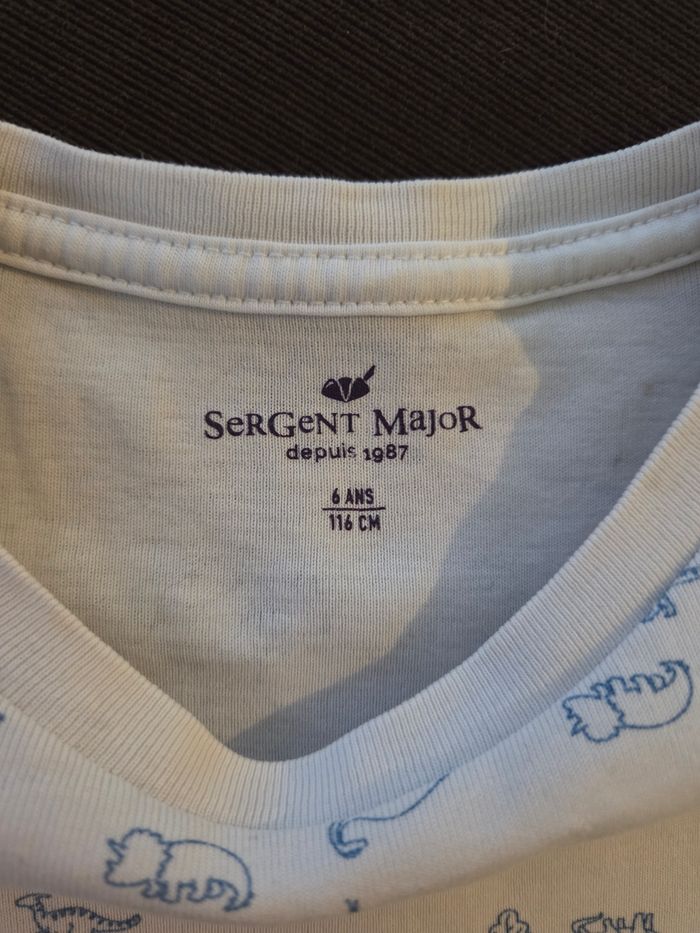 SeRGeNT MajoR
depuis 1987
6 ANS
116 CM